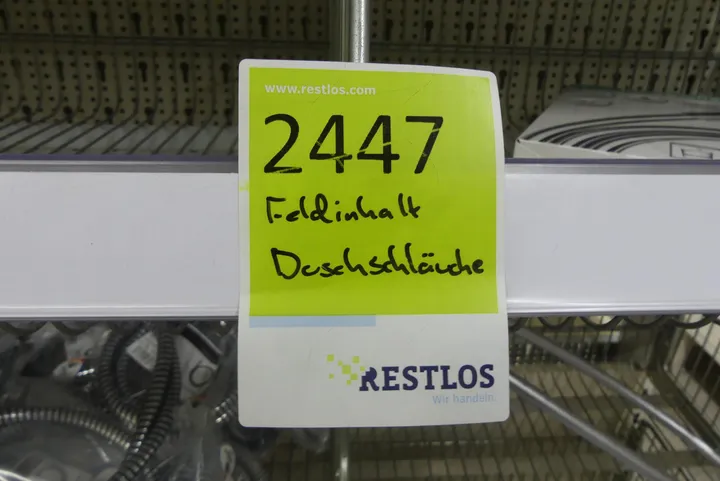 www.restlos.com
2447
Feldinhalt
Duschschläuche
RESTLOS
Wir handeln.